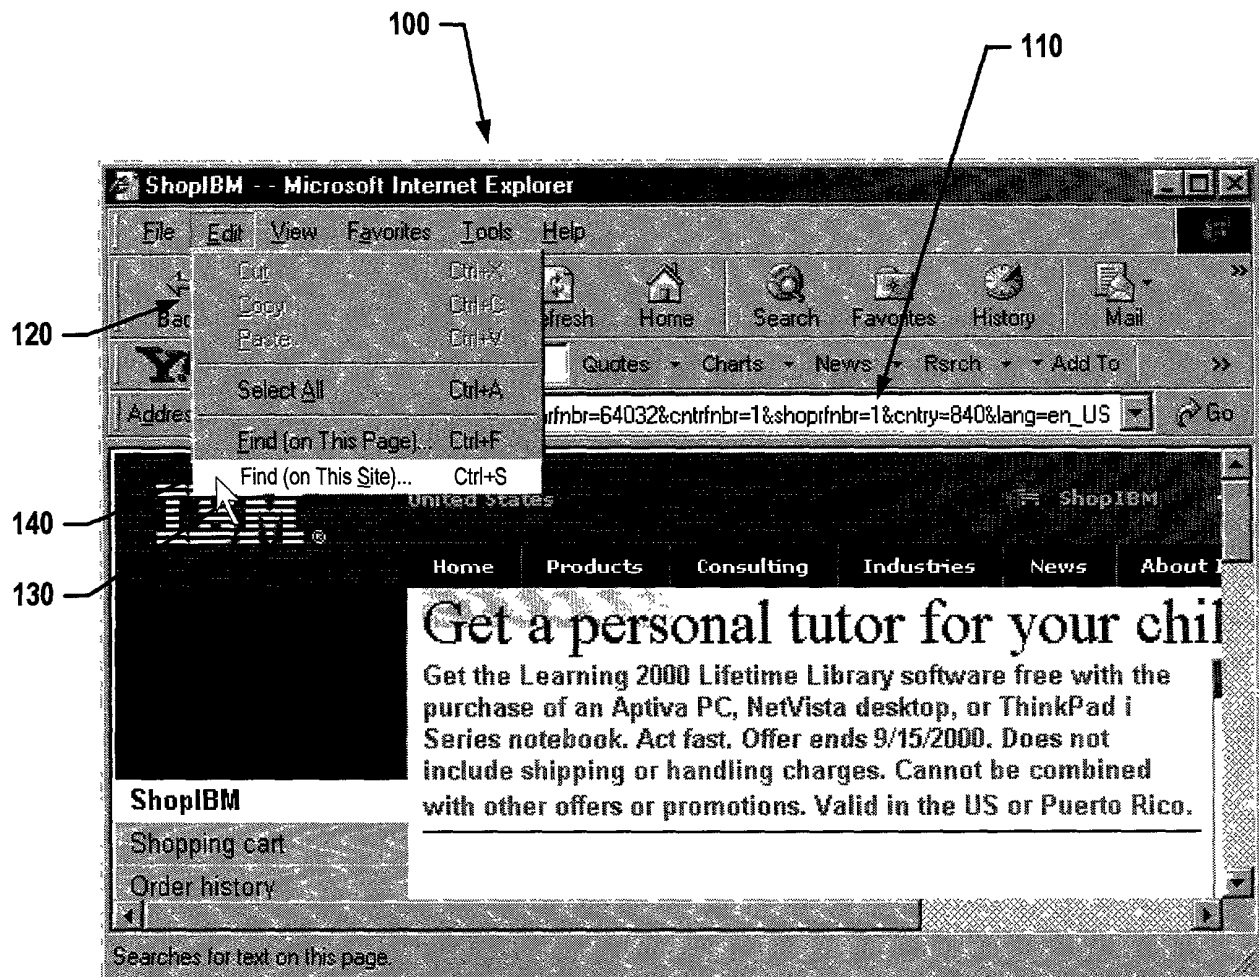 100
110
ShopIBM - - Microsoft Internet Explorer
File Edit View Favorites Tools Help
Cut Ctrl+X
Copy Ctrl+C
Paste Ctrl+V
Select All Ctrl+A
Find (on This Page)... Ctrl+F
Find (on This Site)... Ctrl+S
120
Bac
efresh Home Search Favorites History Mail
Y!
Quotes Charts News Rsrch Add To
Addres
rfnbr=64032&cntrfnbr=1&shoprfnbr=1&cntry=840&lang=en_US Go
140
130
IBM®
United States
ShopIBM
Home Products Consulting Industries News About I
Get a personal tutor for your chil
Get the Learning 2000 Lifetime Library software free with the
purchase of an Aptiva PC, NetVista desktop, or ThinkPad i
Series notebook. Act fast. Offer ends 9/15/2000. Does not
include shipping or handling charges. Cannot be combined
with other offers or promotions. Valid in the US or Puerto Rico.
ShopIBM
Shopping cart
Order history
Searches for text on this page.